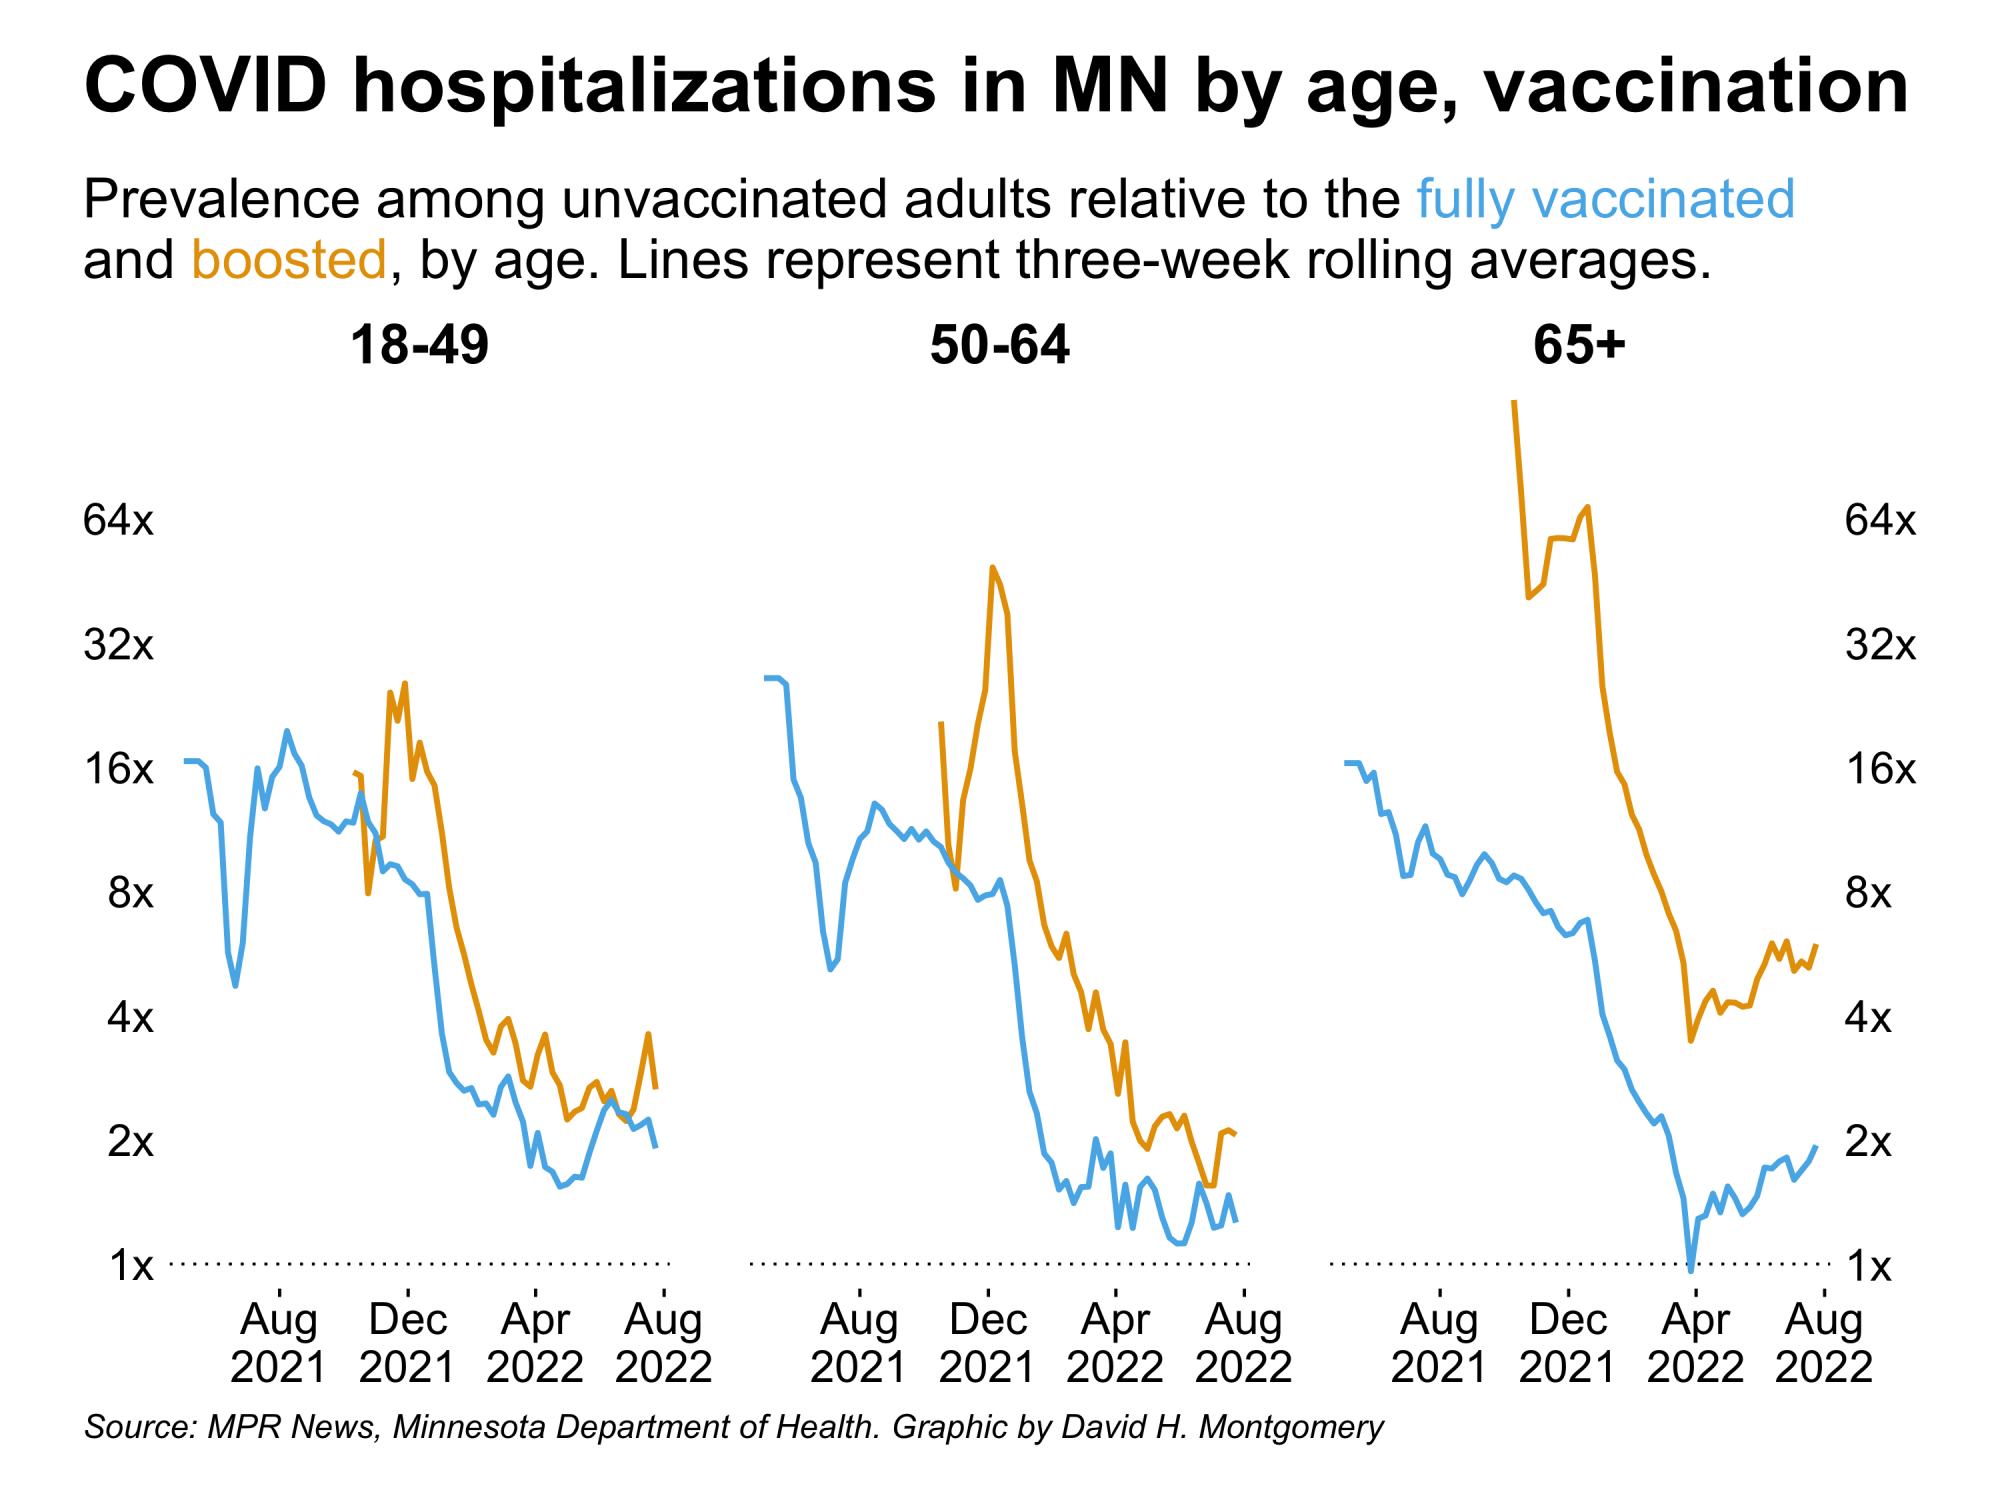 COVID hospitalizations in MN by age, vaccination
Prevalence among unvaccinated adults relative to the fully vaccinated
and boosted, by age. Lines represent three-week rolling averages.
18-49
50-64
65+
64x
64x
32x
32x
16x
16x
8x
8x
4x
4x
2x
2x
1x
1x
Aug Dec Apr Aug Aug Dec Apr Aug Aug Dec Apr Aug
2021 2021 2022 2022 2021 2021 2022 2022 2021 2021 2022 2022
Source: MPR News, Minnesota Department of Health. Graphic by David H. Montgomery